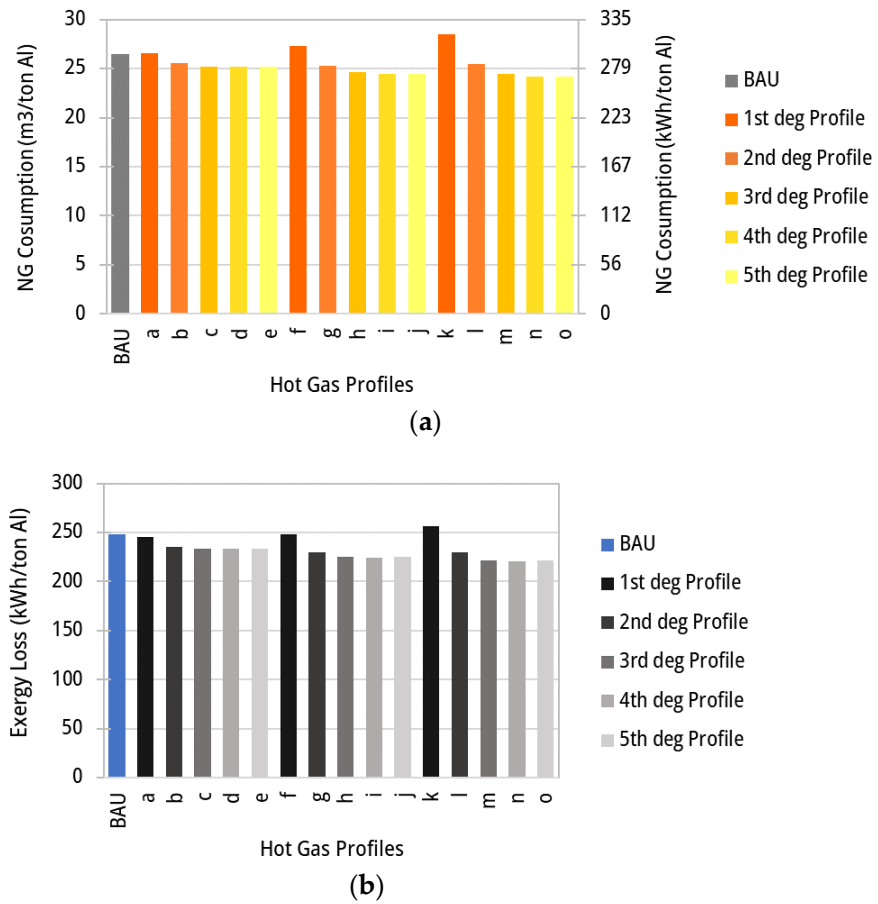 NG Cosumption (m3/ton Al)
30
25
20
15
10
5
0
335
279
223
167
112
56
0
NG Cosumption (kWh/ton Al)
BAU a b c d e f g h i j k l m n o
Hot Gas Profiles
BAU
1st deg Profile
2nd deg Profile
3rd deg Profile
4th deg Profile
5th deg Profile
(a)
Exergy Loss (kWh/ton Al)
300
250
200
150
100
50
0
BAU a b c d e f g h i j k l m n o
Hot Gas Profiles
BAU
1st deg Profile
2nd deg Profile
3rd deg Profile
4th deg Profile
5th deg Profile
(b)